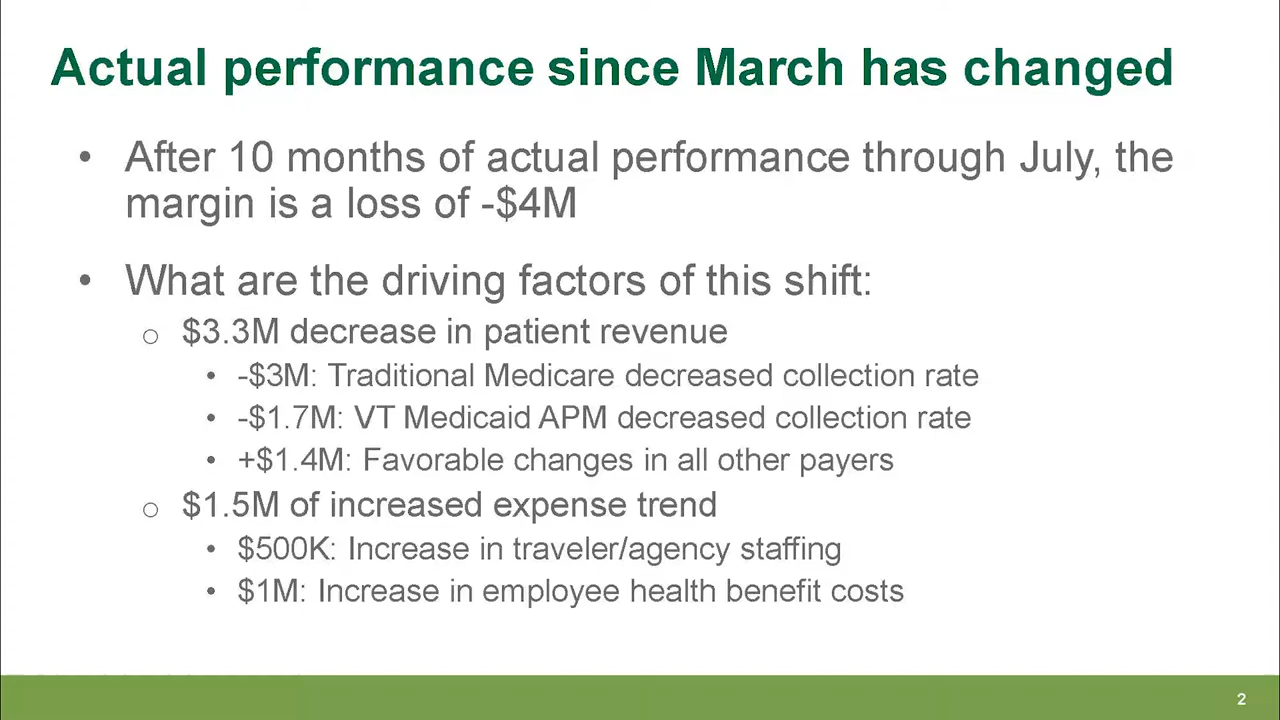 Actual performance since March has changed
• After 10 months of actual performance through July, the
margin is a loss of -$4M
• What are the driving factors of this shift:
o $3.3M decrease in patient revenue
• -$3M: Traditional Medicare decreased collection rate
• -$1.7M: VT Medicaid APM decreased collection rate
• +$1.4M: Favorable changes in all other payers
o $1.5M of increased expense trend
• $500K: Increase in traveler/agency staffing
• $1M: Increase in employee health benefit costs
2